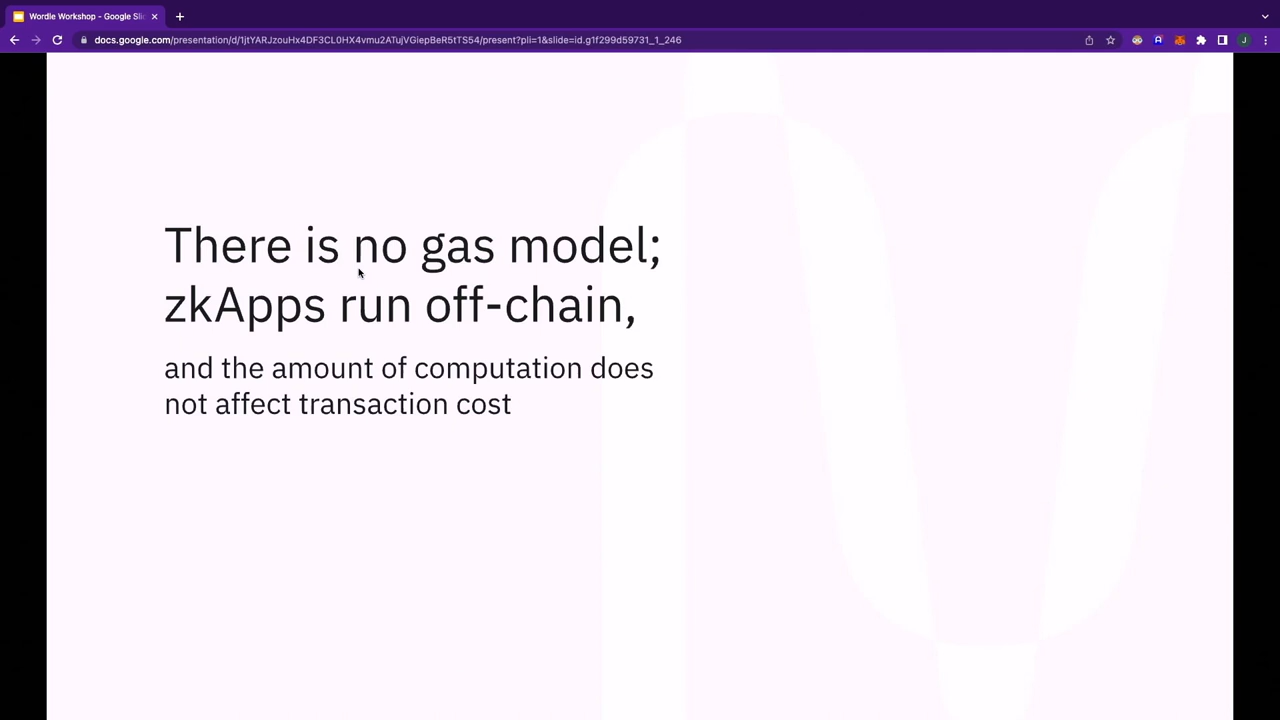 Wordle Workshop - Google Sli
docs.google.com/presentation/d/1jtYARJzouHx4DF3CL0HX4vmu2ATujVGiepBeR5tTS54/present?pli=1&slide=id.g1f299d59731_1_246
J
There is no gas model;
zkApps run off-chain,
and the amount of computation does
not affect transaction cost